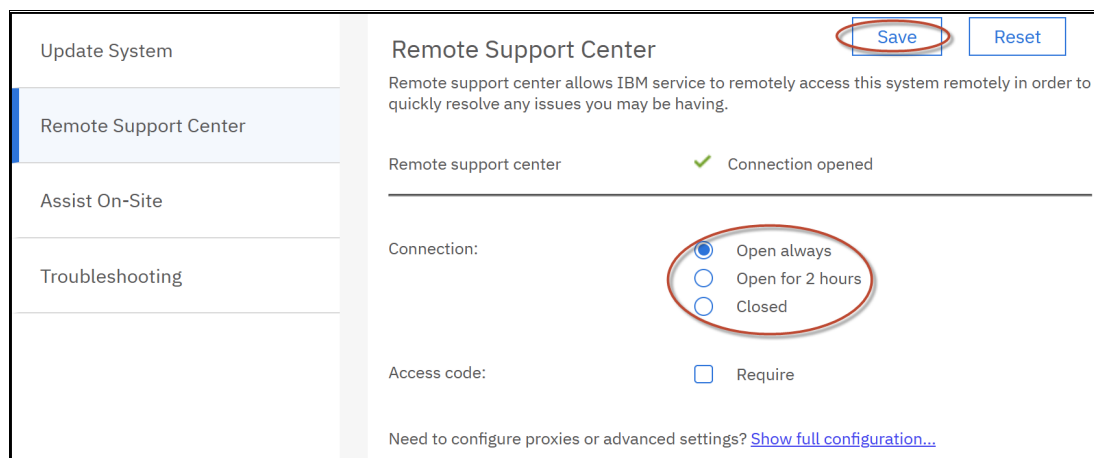 Update System
Remote Support Center
Assist On-Site
Troubleshooting
Remote Support Center
Save
Reset
Remote support center allows IBM service to remotely access this system remotely in order to
quickly resolve any issues you may be having.
Remote support center
Connection opened
Connection:
Open always
Open for 2 hours
Closed
Access code:
Require
Need to configure proxies or advanced settings? Show full configuration...